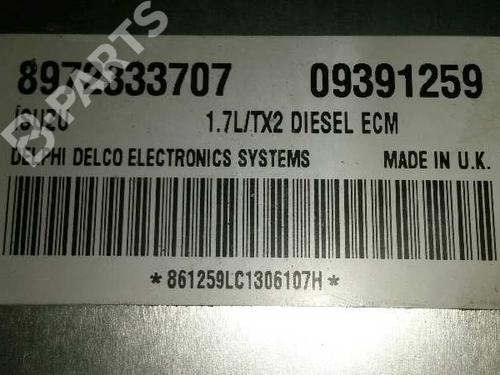 8972333707 09391259
ISUZU 1.7L/TX2 DIESEL ECM
DELPHI DELCO ELECTRONICS SYSTEMS MADE IN U.K.
*861259LC1306107H*
B-PARTS